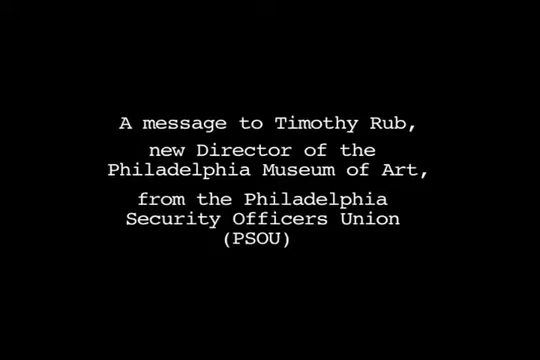 A message to Timothy Rub,
new Director of the
Philadelphia Museum of Art,
from the Philadelphia
Security Officers Union
(PSOU)